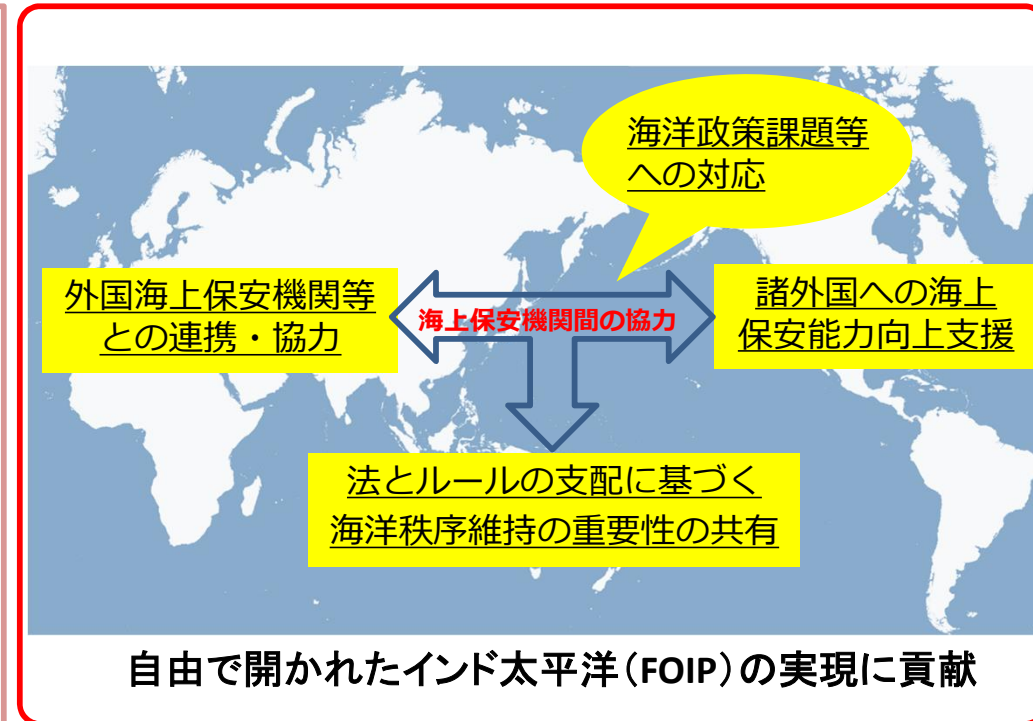 海洋政策課題等
への対応
外国海上保安機関等
との連携・協力
海上保安機関間の協力
諸外国への海上
保安能力向上支援
法とルールの支配に基づく
海洋秩序維持の重要性の共有
自由で開かれたインド太平洋(FOIP)の実現に貢献